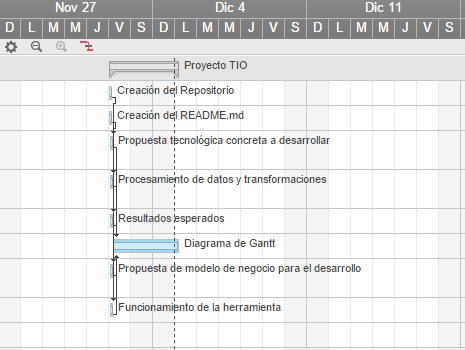 Nov 27 Dic 4 Dic 11
D L M M J V S D L M M J V S D L M M J V S
Proyecto TIO
Creación del Repositorio
Creación del README.md
Propuesta tecnológica concreta a desarrollar
Procesamiento de datos y transformaciones
Resultados esperados
Diagrama de Gantt
Propuesta de modelo de negocio para el desarrollo
Funcionamiento de la herramienta